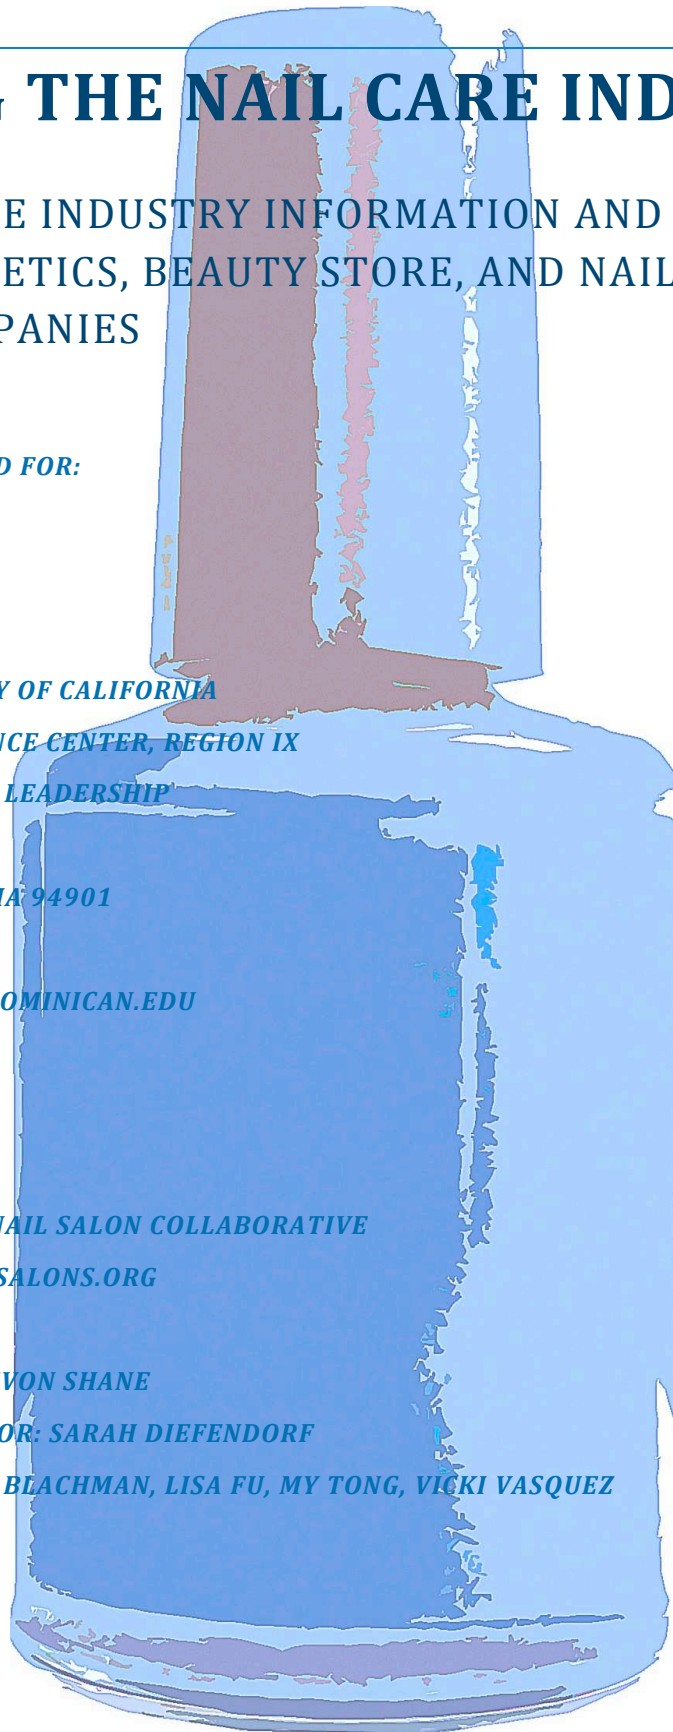 THE NAIL CARE IND
E INDUSTRY INFORMATION AND
ETICS, BEAUTY STORE, AND NAIL
PANIES
D FOR:
Y OF CALIFORNIA
NCE CENTER, REGION IX
LEADERSHIP
IA 94901
OMINICAN.EDU
NAIL SALON COLLABORATIVE
SALONS.ORG
VON SHANE
OR: SARAH DIEFENDORF
BLACHMAN, LISA FU, MY TONG, VICKI VASQUEZ